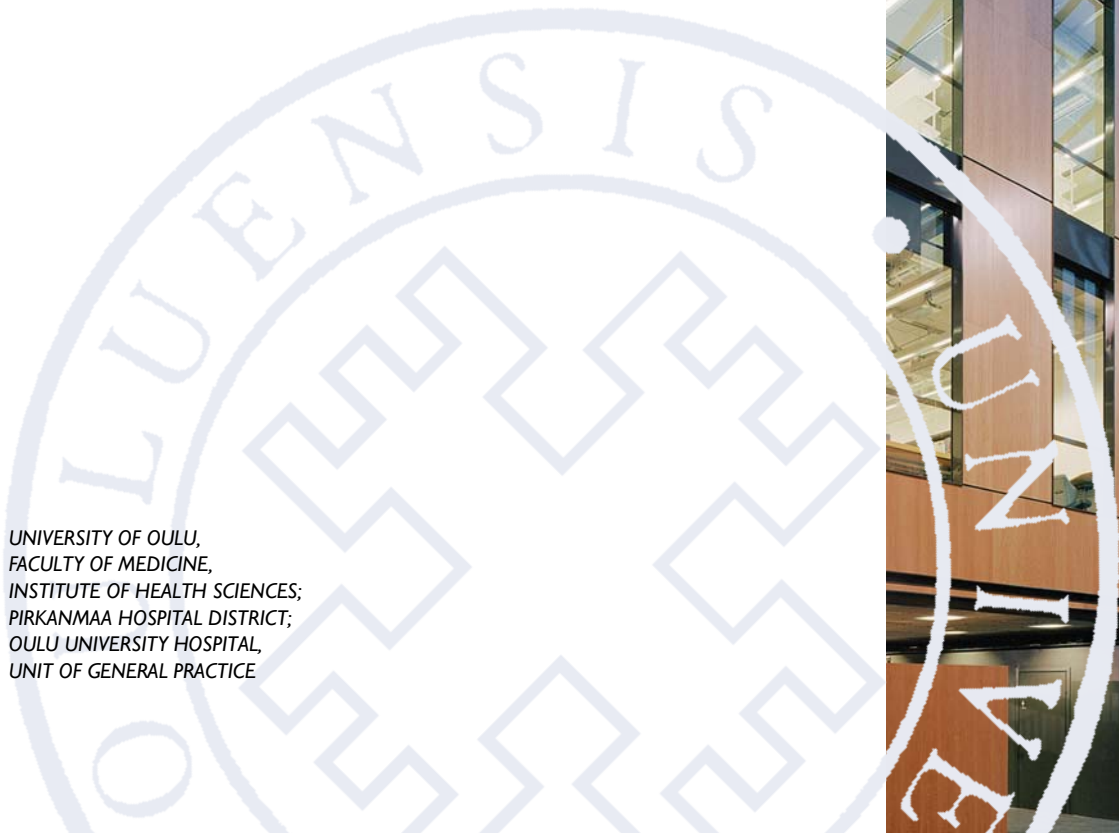 OULUENSIS • UNIVE
UNIVERSITY OF OULU,
FACULTY OF MEDICINE,
INSTITUTE OF HEALTH SCIENCES;
PIRKANMAA HOSPITAL DISTRICT;
OULU UNIVERSITY HOSPITAL,
UNIT OF GENERAL PRACTICE